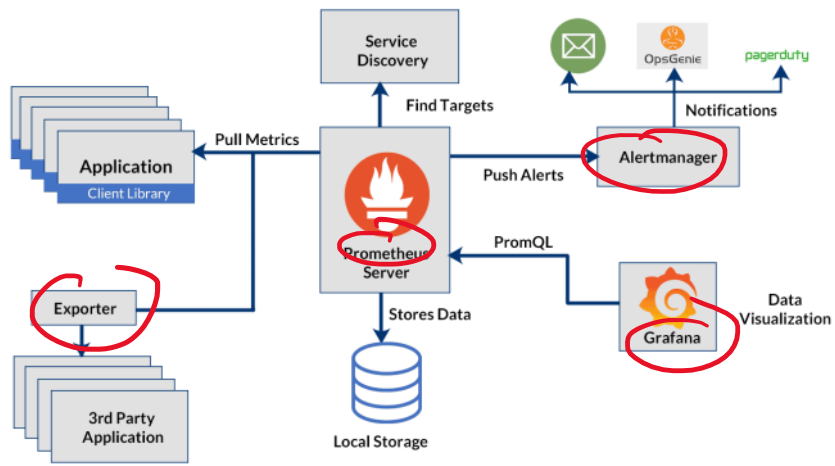 Service
Discovery
OpsGenie
pagerduty
Find Targets
Notifications
Pull Metrics
Application
Client Library
Push Alerts
Alertmanager
Prometheus
Server
PromQL
Exporter
Stores Data
Grafana
Data
Visualization
3rd Party
Application
Local Storage